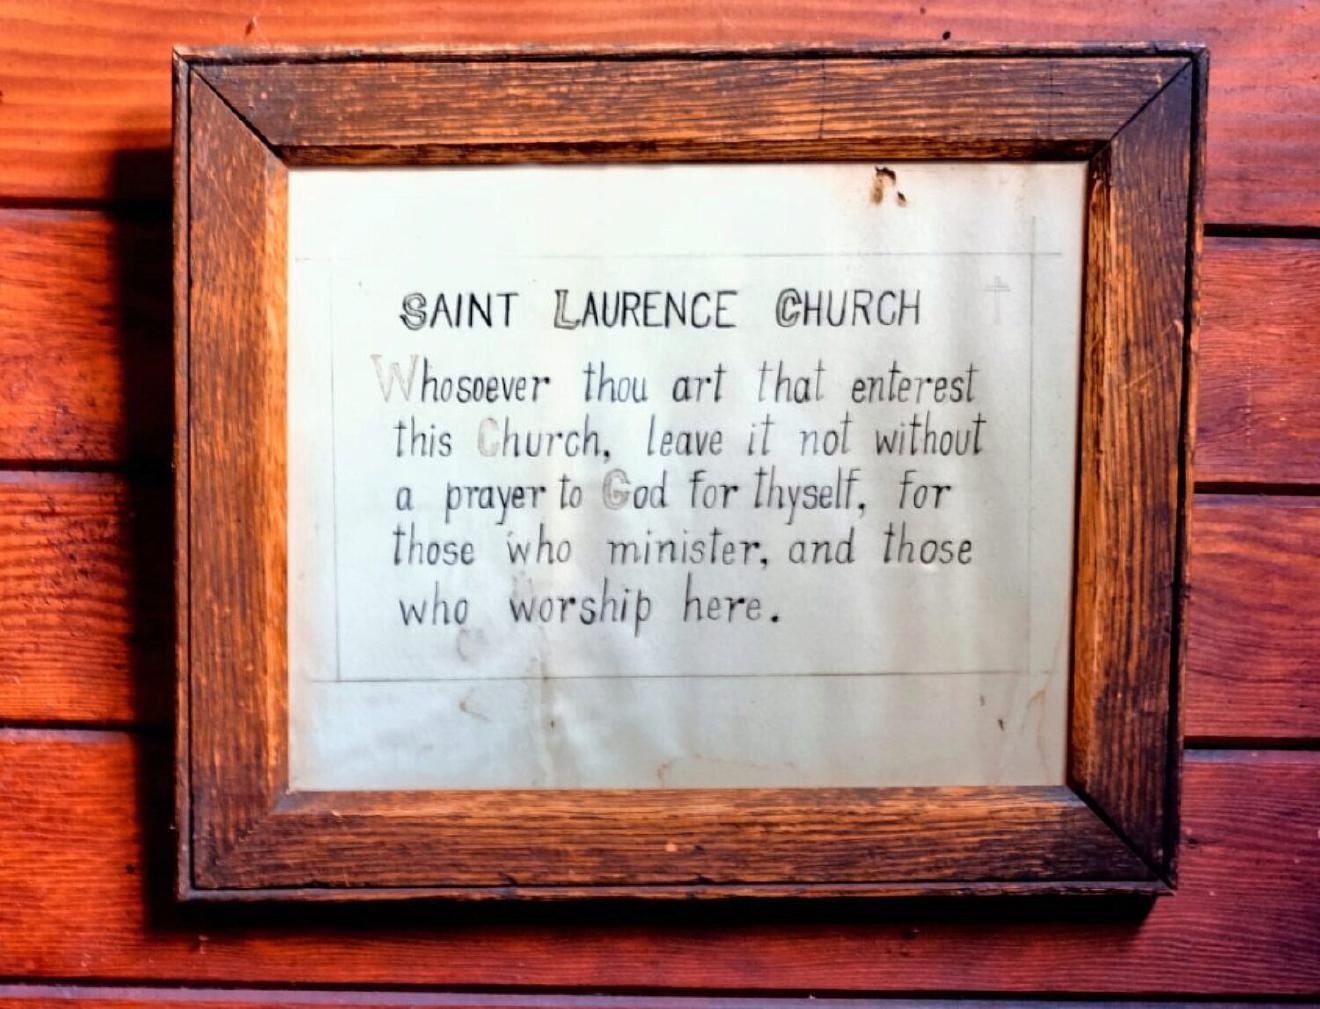 SAINT LAURENCE CHURCH
Whosoever thou art that enterest
this Church, leave it not without
a prayer to God for thyself, for
those who minister, and those
who worship here.